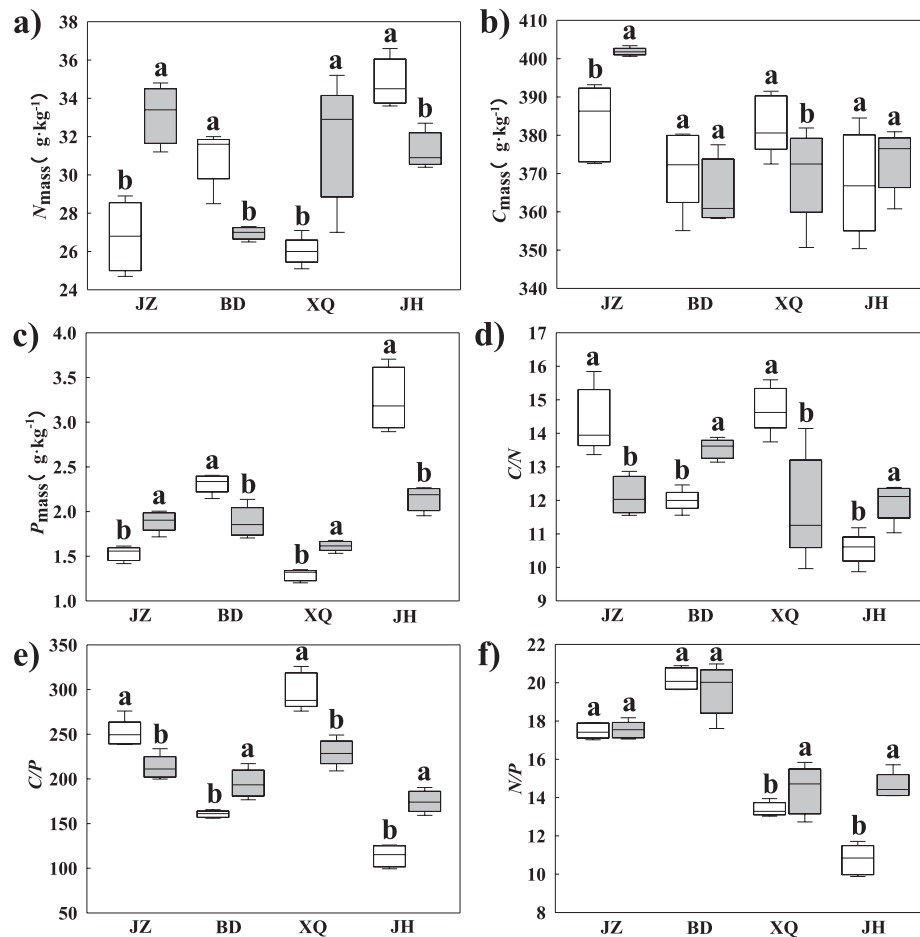 a)
N mass( g·kg-1)
38
36
34
32
30
28
26
24
b a a b b a a b
JZ BD XQ JH
b)
C mass( g·kg-1)
410
400
390
380
370
360
350
340
b a a a a b a a
JZ BD XQ JH
c)
P mass( g·kg-1)
4.0
3.5
3.0
2.5
2.0
1.5
1.0
b a a b b a a b
JZ BD XQ JH
d)
C/N
17
16
15
14
13
12
11
10
9
a b b a a b b a
JZ BD XQ JH
e)
C/P
350
300
250
200
150
100
50
a b b a a b b a
JZ BD XQ JH
f)
N/P
22
20
18
16
14
12
10
8
a a a a b a b a
JZ BD XQ JH